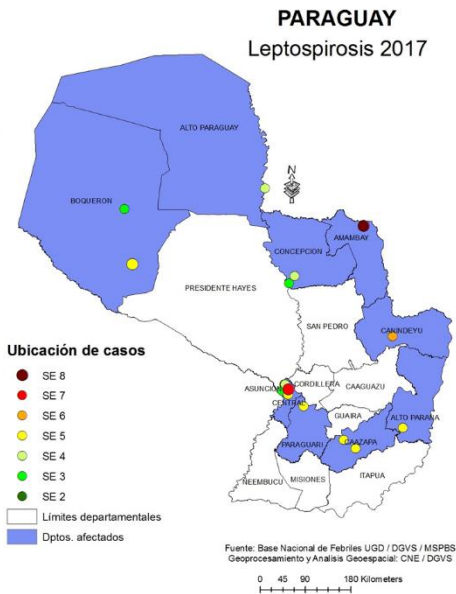 PARAGUAY
Leptospirosis 2017
ALTO PARAGUAY
N
BOQUERON
AMAMBAY
CONCEPCION
PRESIDENTE HAYES
SAN PEDRO
CANINDEYU
Ubicación de casos
SE 8
SE 7
SE 6
SE 5
SE 4
SE 3
SE 2
Límites departamentales
Dptos. afectados
ASUNCION
CORDILLERA
CAAGUAZU
CENTRAL
GUAIRA
ALTO PARANA
PARAGUARI
CAAZAPA
ÑEEMBUCU
MISIONES
ITAPUA
Fuente: Base Nacional de Febriles UGD / DGVS / MSPBS
Geoprocesamiento y Analisis Geoespacial: CNE / DGVS
0 45 90 180 Kilometers